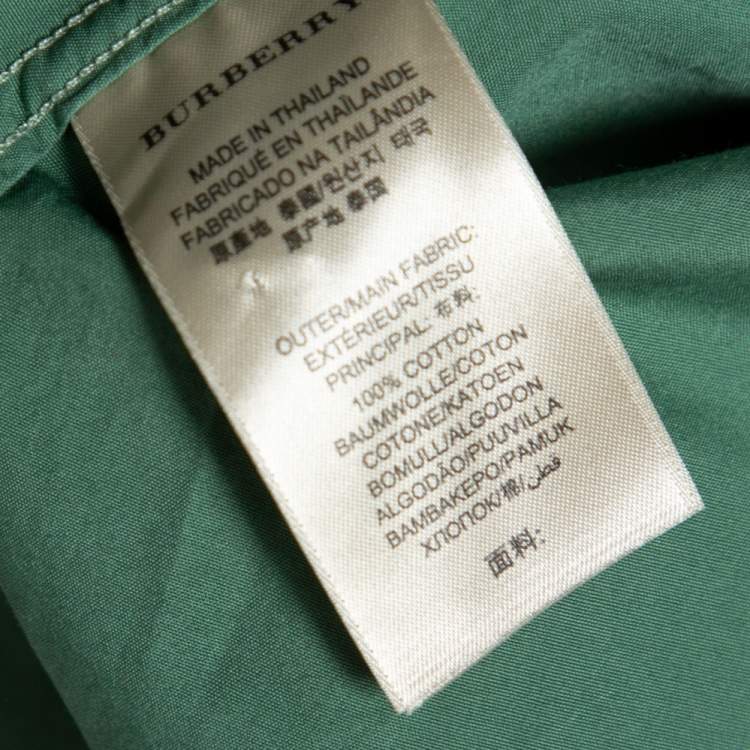 BURBERRY
MADE IN THAILAND
FABRIQUÉ EN THAÏLANDE
FABRICADO NA TAILÂNDIA
原產地 泰國/원산지 태국
原产地 泰国
OUTER/MAIN FABRIC:
EXTÉRIEUR/TISSU
PRINCIPAL: 布料:
100% COTTON
BAUMWOLLE/COTON
COTONE/KATOEN
BOMULL/ALGODON
ALGODÃO/PUUVILLA
BAMBAKEPO/PAMUK
ХЛОПОК/棉/قطن
面料: